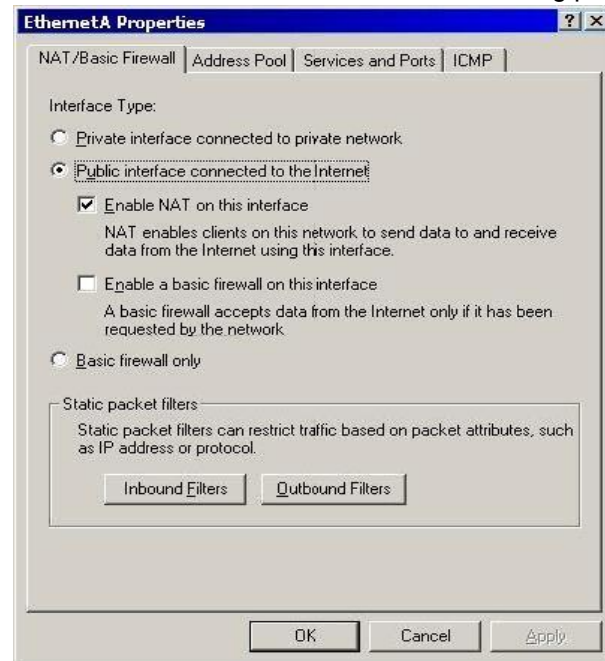 EthernetA Properties
NAT/Basic Firewall Address Pool Services and Ports ICMP
Interface Type:
Private interface connected to private network
Public interface connected to the Internet
Enable NAT on this interface
NAT enables clients on this network to send data to and receive
data from the Internet using this interface.
Enable a basic firewall on this interface
A basic firewall accepts data from the Internet only if it has been
requested by the network
Basic firewall only
Static packet filters
Static packet filters can restrict traffic based on packet attributes, such
as IP address or protocol.
Inbound Filters Outbound Filters
OK Cancel Apply